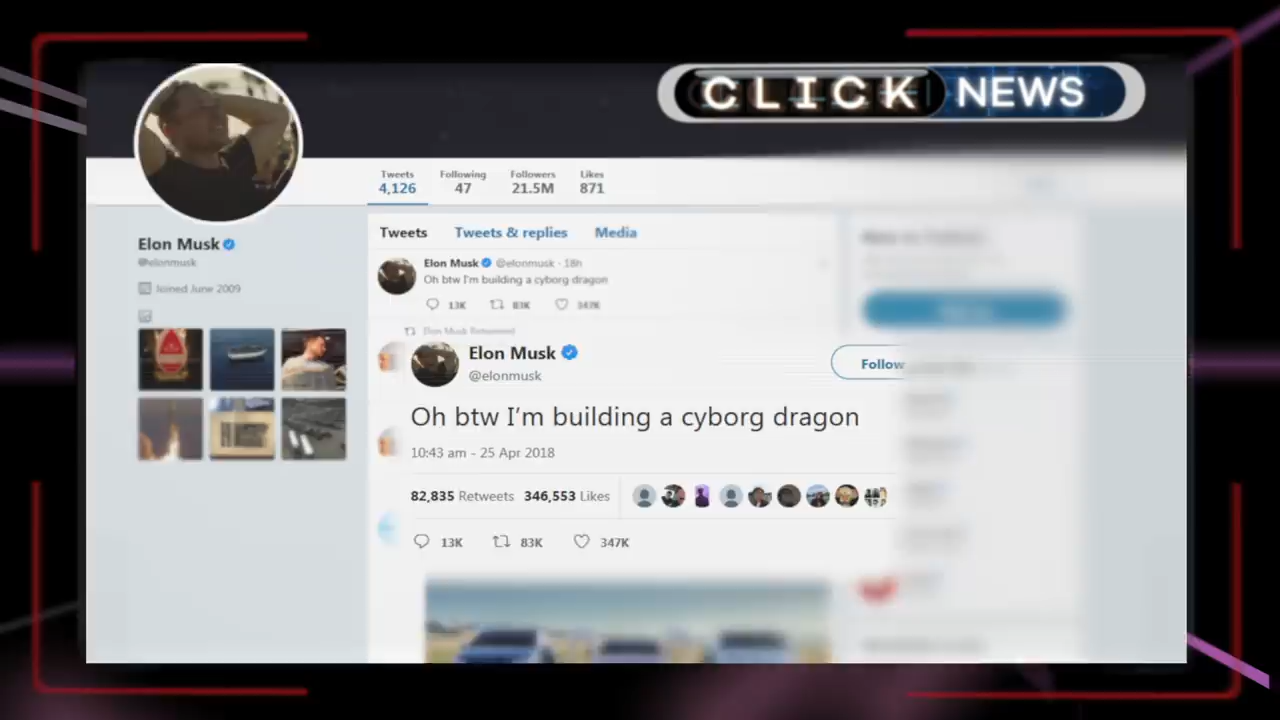 CLICK NEWS
Tweets Following Followers Likes
4,126 47 21.5M 871
Elon Musk
@elonmusk
Joined June 2009
Tweets Tweets & replies Media
Elon Musk @elonmusk · 18h
Oh btw I'm building a cyborg dragon
13K 83K 347K
Elon Musk Retweeted
Elon Musk
@elonmusk
Follow
Oh btw I’m building a cyborg dragon
10:43 am - 25 Apr 2018
82,835 Retweets 346,553 Likes
13K 83K 347K